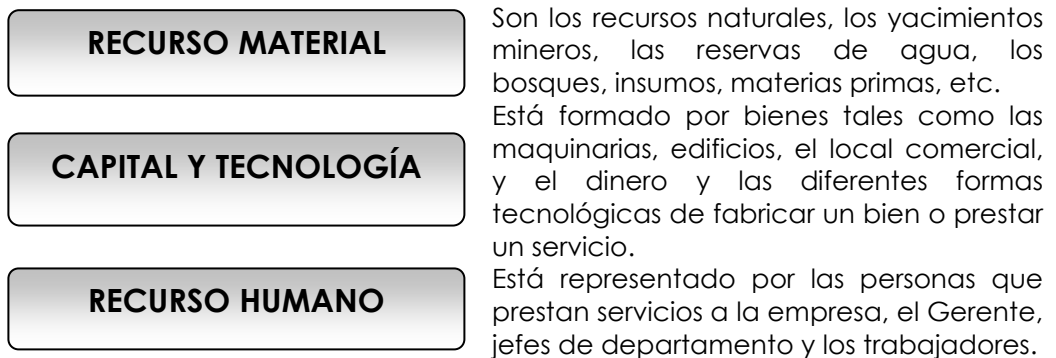 RECURSO MATERIAL
Son los recursos naturales, los yacimientos
mineros, las reservas de agua, los
bosques, insumos, materias primas, etc.
CAPITAL Y TECNOLOGÍA
Está formado por bienes tales como las
maquinarias, edificios, el local comercial,
y el dinero y las diferentes formas
tecnológicas de fabricar un bien o prestar
un servicio.
RECURSO HUMANO
Está representado por las personas que
prestan servicios a la empresa, el Gerente,
jefes de departamento y los trabajadores.